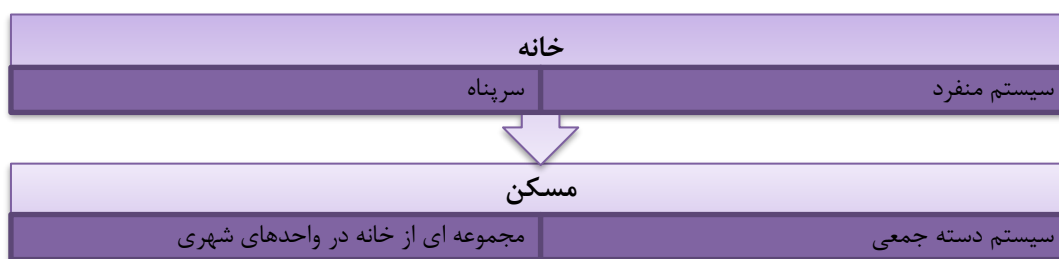 خانه
سیستم منفرد
سرپناه
مسکن
سیستم دسته جمعی
مجموعه ای از خانه در واحدهای شهری